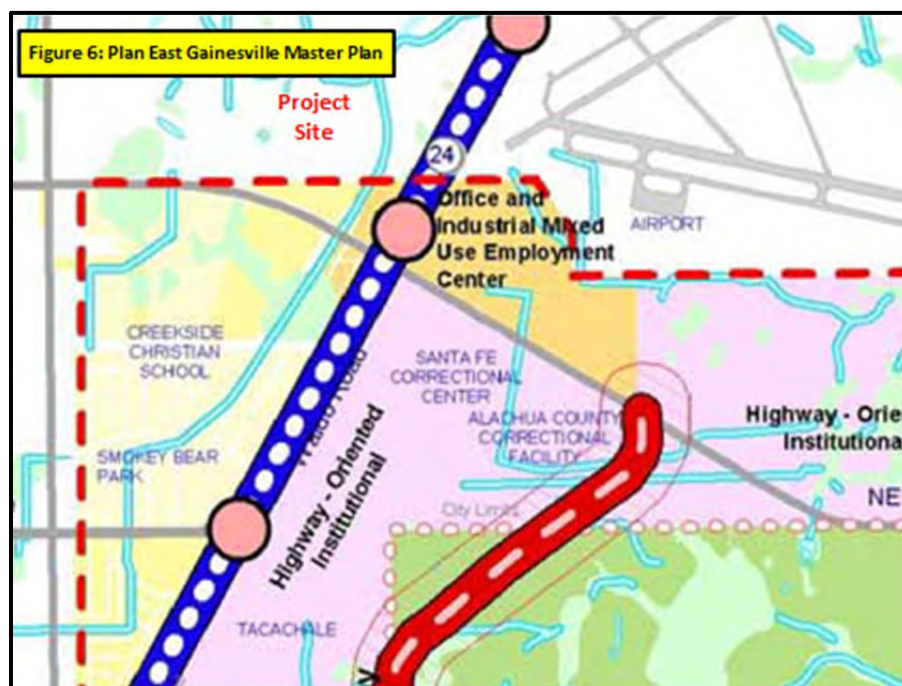 Figure 6: Plan East Gainesville Master Plan
Project
Site
24
Office and
Industrial Mixed
Use Employment
Center
AIRPORT
CREEKSIDE
CHRISTIAN
SCHOOL
SANTA FE
CORRECTIONAL
CENTER
Road
ALACHUA COUNTY
CORRECTIONAL
FACILITY
Highway - Orie
Institutiona
SMOKEY BEAR
PARK
Highway - Oriented
Institutional
NE
City Limits
TACACHALE